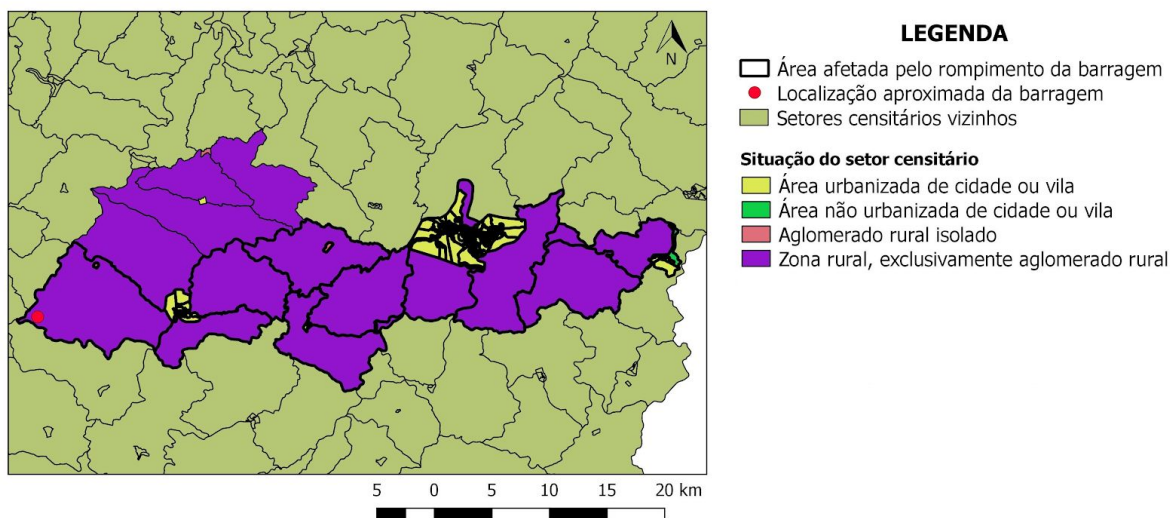 N
LEGENDA
Área afetada pelo rompimento da barragem
Localização aproximada da barragem
Setores censitários vizinhos
Situação do setor censitário
Área urbanizada de cidade ou vila
Área não urbanizada de cidade ou vila
Aglomerado rural isolado
Zona rural, exclusivamente aglomerado rural
5 0 5 10 15 20 km